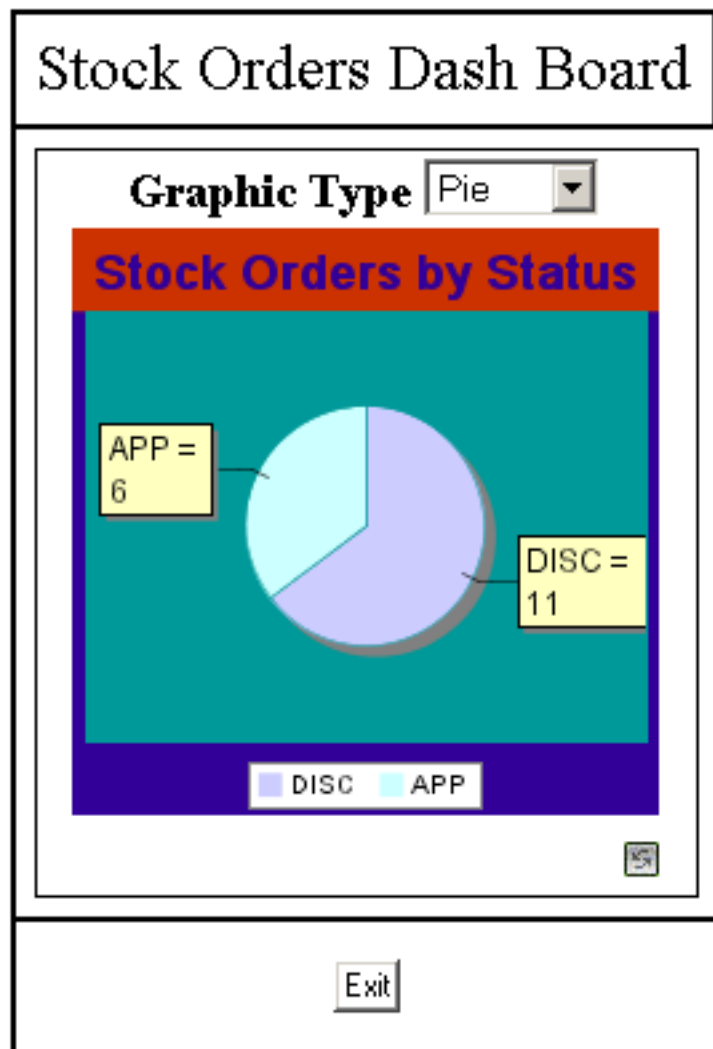 Stock Orders Dash Board
Graphic Type Pie
Stock Orders by Status
APP =
6
DISC =
11
DISC APP
Exit